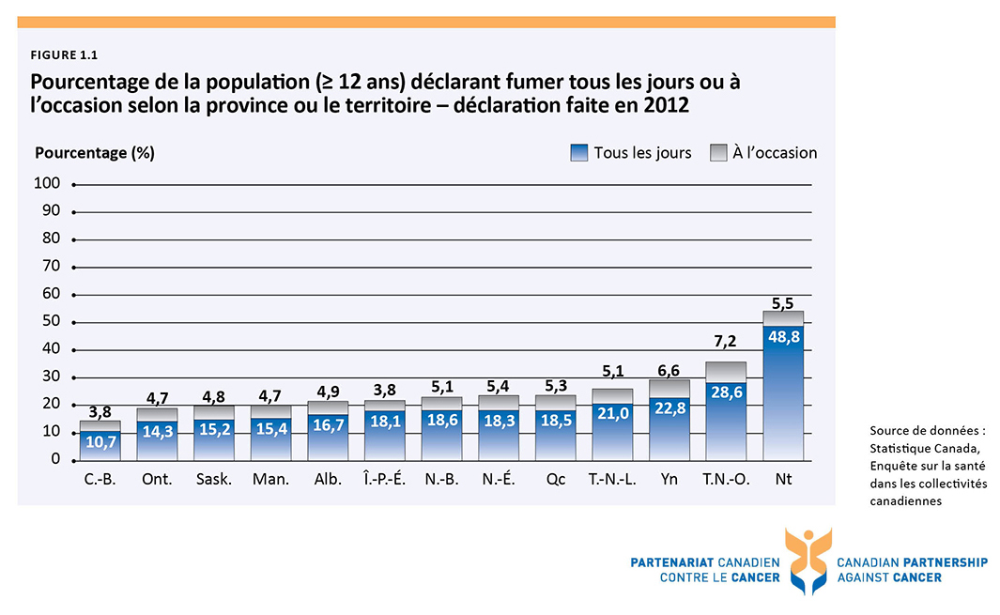 FIGURE 1.1
Pourcentage de la population (≥ 12 ans) déclarant fumer tous les jours ou à
l’occasion selon la province ou le territoire – déclaration faite en 2012
Pourcentage (%)
Tous les jours
À l’occasion
100
90
80
70
60
50
40
30
20
10
0
3,8
4,7
4,8
4,7
4,9
3,8
5,1
5,4
5,3
5,1
6,6
7,2
5,5
10,7
14,3
15,2
15,4
16,7
18,1
18,6
18,3
18,5
21,0
22,8
28,6
48,8
C.-B.
Ont.
Sask.
Man.
Alb.
Î.-P.-É.
N.-B.
N.-É.
Qc
T.-N.-L.
Yn
T.N.-O.
Nt
Source de données :
Statistique Canada,
Enquête sur la santé
dans les collectivités
canadiennes
PARTENARIAT CANADIEN
CONTRE LE CANCER
CANADIAN PARTNERSHIP
AGAINST CANCER